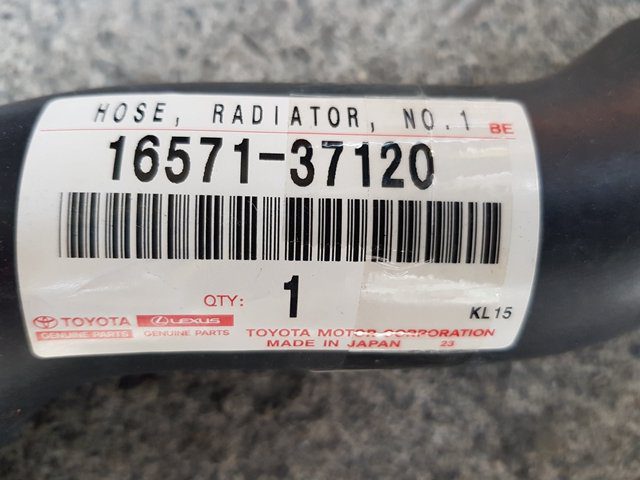 HOSE, RADIATOR, NO.1 BE
16571-37120
QTY: 1
KL15
TOYOTA LEXUS
GENUINE PARTS GENUINE PARTS
TOYOTA MOTOR CORPORATION
MADE IN JAPAN 23